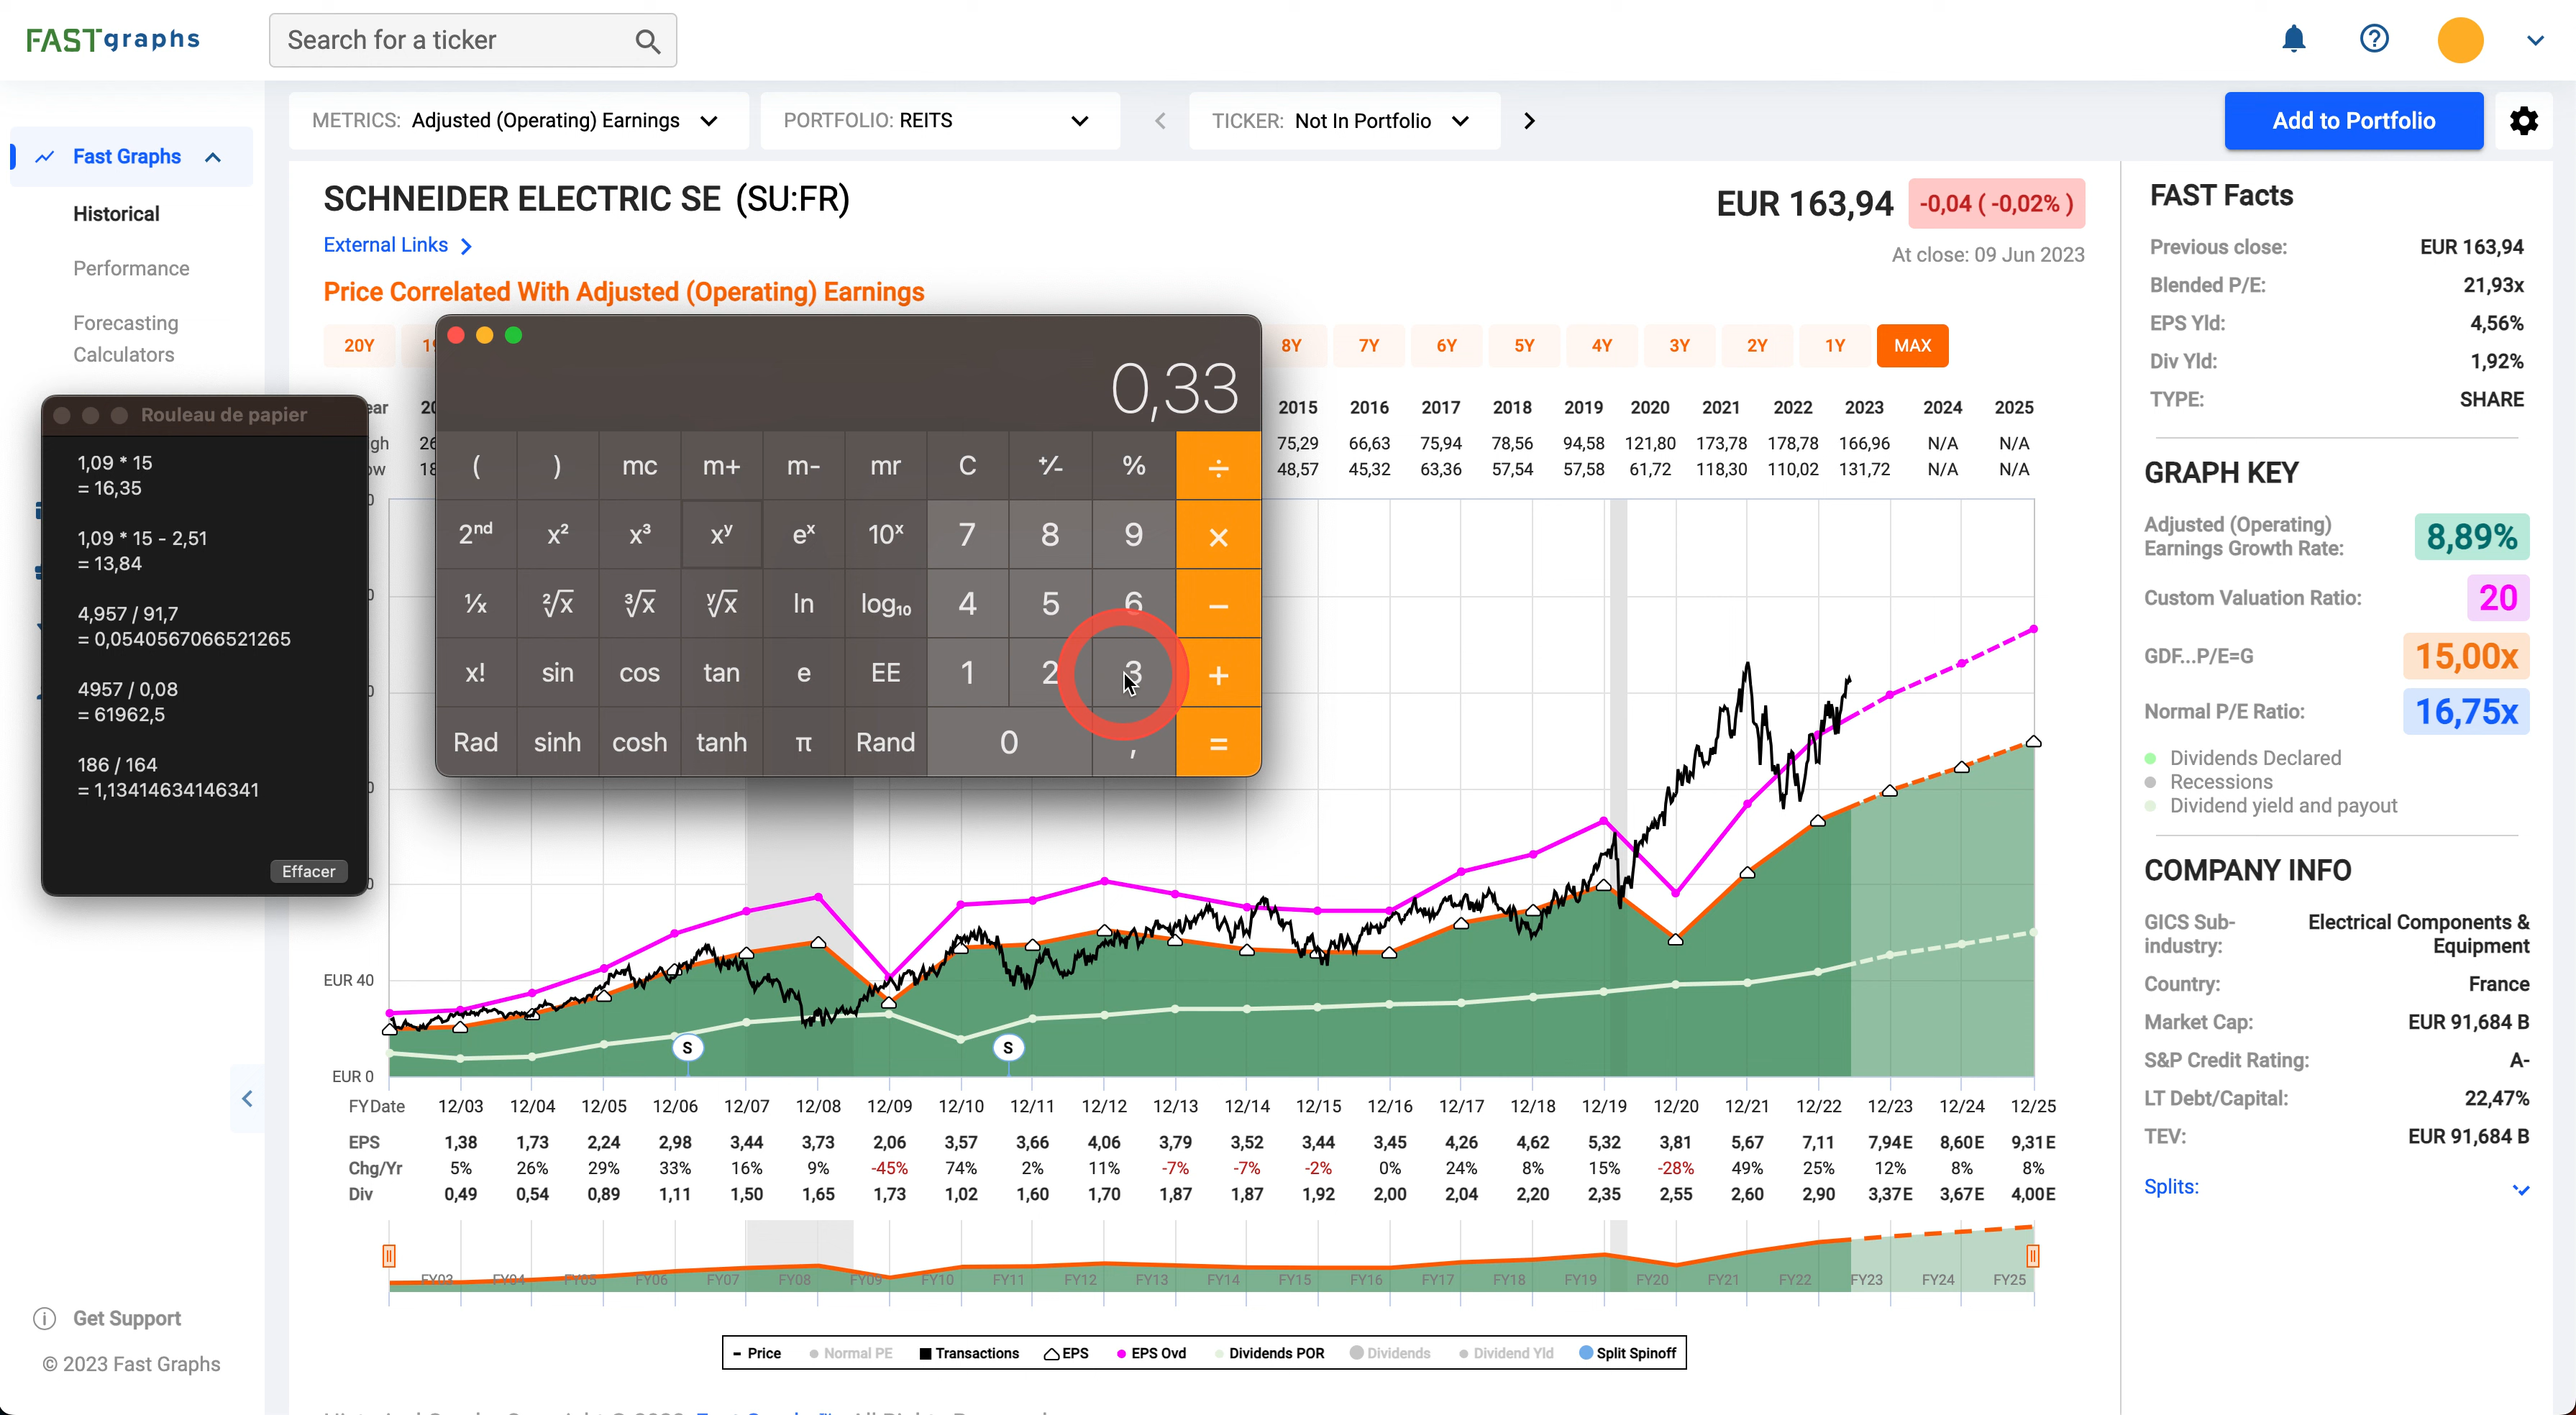 FASTgraphs
Search for a ticker
METRICS: Adjusted (Operating) Earnings
PORTFOLIO: REITS
TICKER: Not In Portfolio
Add to Portfolio
Fast Graphs
Historical
Performance
Forecasting
Calculators
SCHNEIDER ELECTRIC SE (SU:FR)
EUR 163,94
-0,04 ( -0,02% )
External Links
At close: 09 Jun 2023
Price Correlated With Adjusted (Operating) Earnings
20Y
8Y 7Y 6Y 5Y 4Y 3Y 2Y 1Y MAX
2015 2016 2017 2018 2019 2020 2021 2022 2023 2024 2025
75,29 66,63 75,94 78,56 94,58 121,80 173,78 178,78 166,96 N/A N/A
48,57 45,32 63,36 57,54 57,58 61,72 118,30 110,02 131,72 N/A N/A
Rouleau de papier
1,09 * 15
= 16,35
1,09 * 15 - 2,51
= 13,84
4,957 / 91,7
= 0,0540567066521265
4957 / 0,08
= 61962,5
186 / 164
= 1,13414634146341
Effacer
0,33
( ) mc m+ m- mr C ⁺⁄₋ % ÷
2nd x² x³ xʸ eˣ 10ˣ 7 8 9 ×
¹⁄x ²√x ³√x ʸ√x ln log₁₀ 4 5 6 −
x! sin cos tan e EE 1 2 3 +
Rad sinh cosh tanh π Rand 0 , =
EUR 40
EUR 0
S
S
FYDate 12/03 12/04 12/05 12/06 12/07 12/08 12/09 12/10 12/11 12/12 12/13 12/14 12/15 12/16 12/17 12/18 12/19 12/20 12/21 12/22 12/23 12/24 12/25
EPS 1,38 1,73 2,24 2,98 3,44 3,73 2,06 3,57 3,66 4,06 3,79 3,52 3,44 3,45 4,26 4,62 5,32 3,81 5,67 7,11 7,94E 8,60E 9,31E
Chg/Yr 5% 26% 29% 33% 16% 9% -45% 74% 2% 11% -7% -7% -2% 0% 24% 8% 15% -28% 49% 25% 12% 8% 8%
Div 0,49 0,54 0,89 1,11 1,50 1,65 1,73 1,02 1,60 1,70 1,87 1,87 1,92 2,00 2,04 2,20 2,35 2,55 2,60 2,90 3,37E 3,67E 4,00E
FY03 FY04 FY05 FY06 FY07 FY08 FY09 FY10 FY11 FY12 FY13 FY14 FY15 FY16 FY17 FY18 FY19 FY20 FY21 FY22 FY23 FY24 FY25
Price Normal PE Transactions EPS EPS Ovd Dividends POR Dividends Dividend Yld Split Spinoff
FAST Facts
Previous close: EUR 163,94
Blended P/E: 21,93x
EPS Yld: 4,56%
Div Yld: 1,92%
TYPE: SHARE
GRAPH KEY
Adjusted (Operating)
Earnings Growth Rate: 8,89%
Custom Valuation Ratio: 20
GDF...P/E=G 15,00x
Normal P/E Ratio: 16,75x
Dividends Declared
Recessions
Dividend yield and payout
COMPANY INFO
GICS Sub-
industry:
Electrical Components &
Equipment
Country: France
Market Cap: EUR 91,684 B
S&P Credit Rating: A-
LT Debt/Capital: 22,47%
TEV: EUR 91,684 B
Splits:
Get Support
© 2023 Fast Graphs